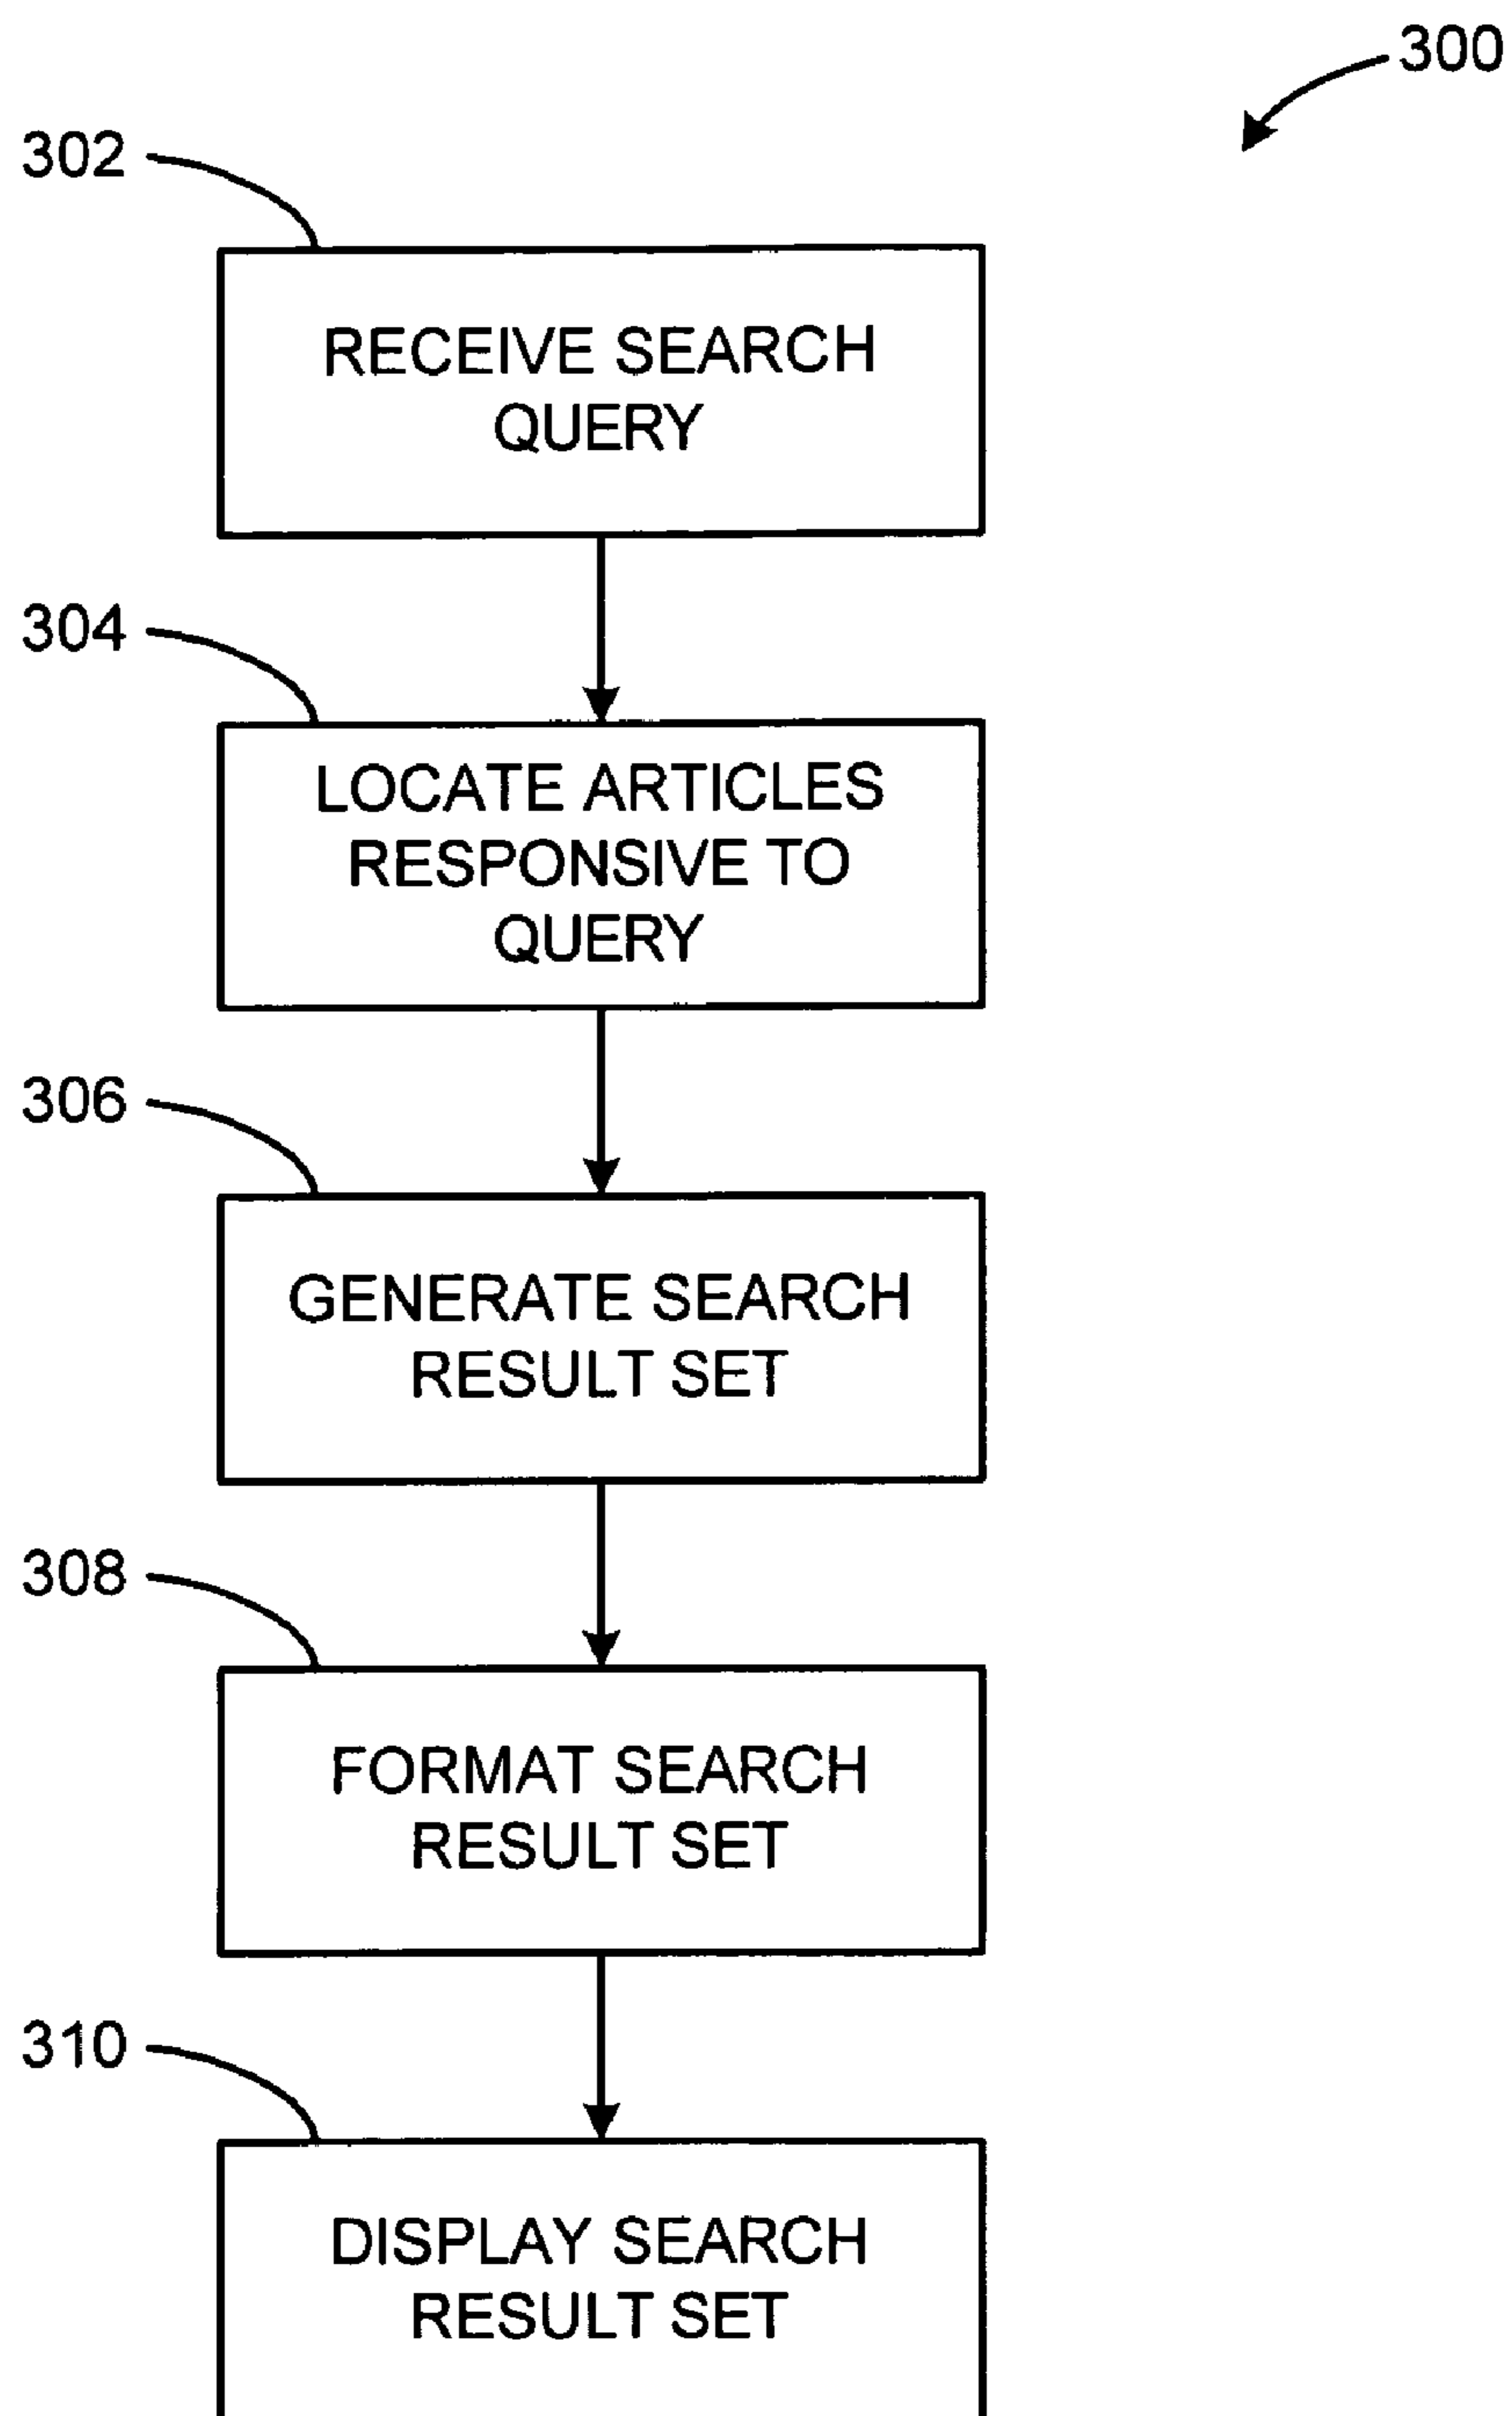 300
302
RECEIVE SEARCH
QUERY
304
LOCATE ARTICLES
RESPONSIVE TO
QUERY
306
GENERATE SEARCH
RESULT SET
308
FORMAT SEARCH
RESULT SET
310
DISPLAY SEARCH
RESULT SET